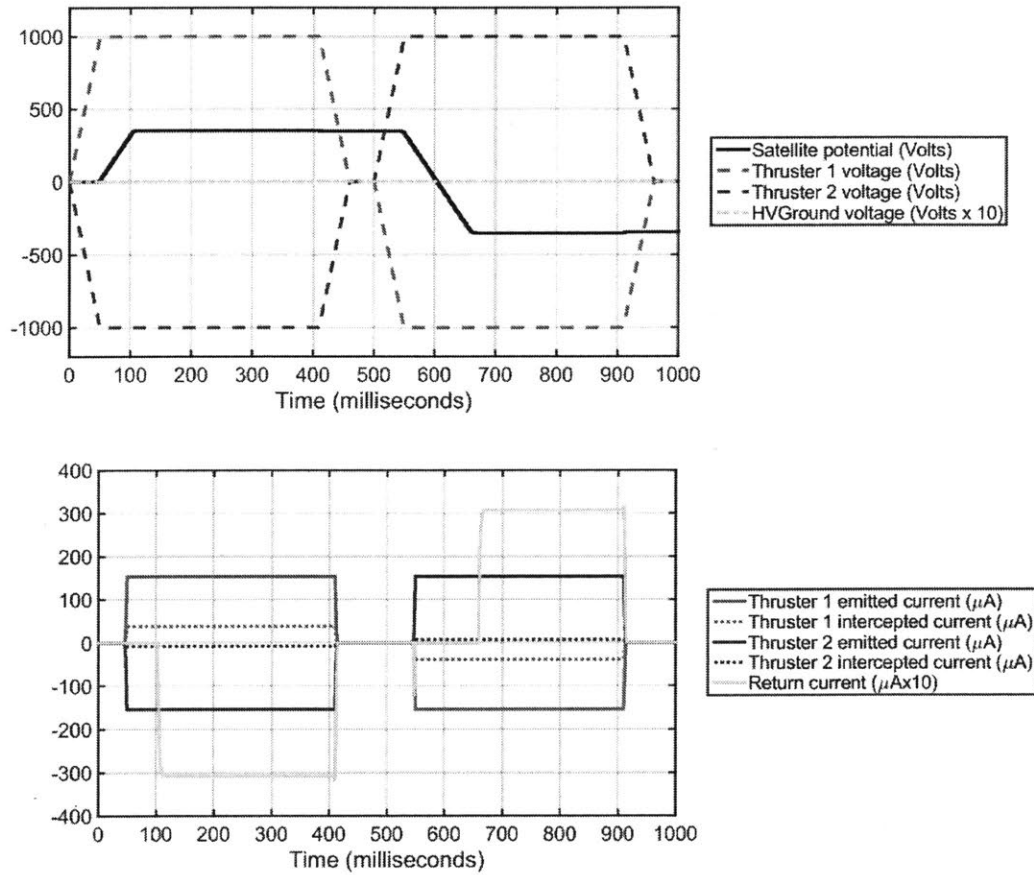 1000
500
0
-500
-1000
0 100 200 300 400 500 600 700 800 900 1000
Time (milliseconds)
Satellite potential (Volts)
Thruster 1 voltage (Volts)
Thruster 2 voltage (Volts)
HVGround voltage (Volts x 10)
400
300
200
100
0
-100
-200
-300
-400
0 100 200 300 400 500 600 700 800 900 1000
Time (milliseconds)
Thruster 1 emitted current (μA)
Thruster 1 intercepted current (μA)
Thruster 2 emitted current (μA)
Thruster 2 intercepted current (μA)
Return current (μAx10)